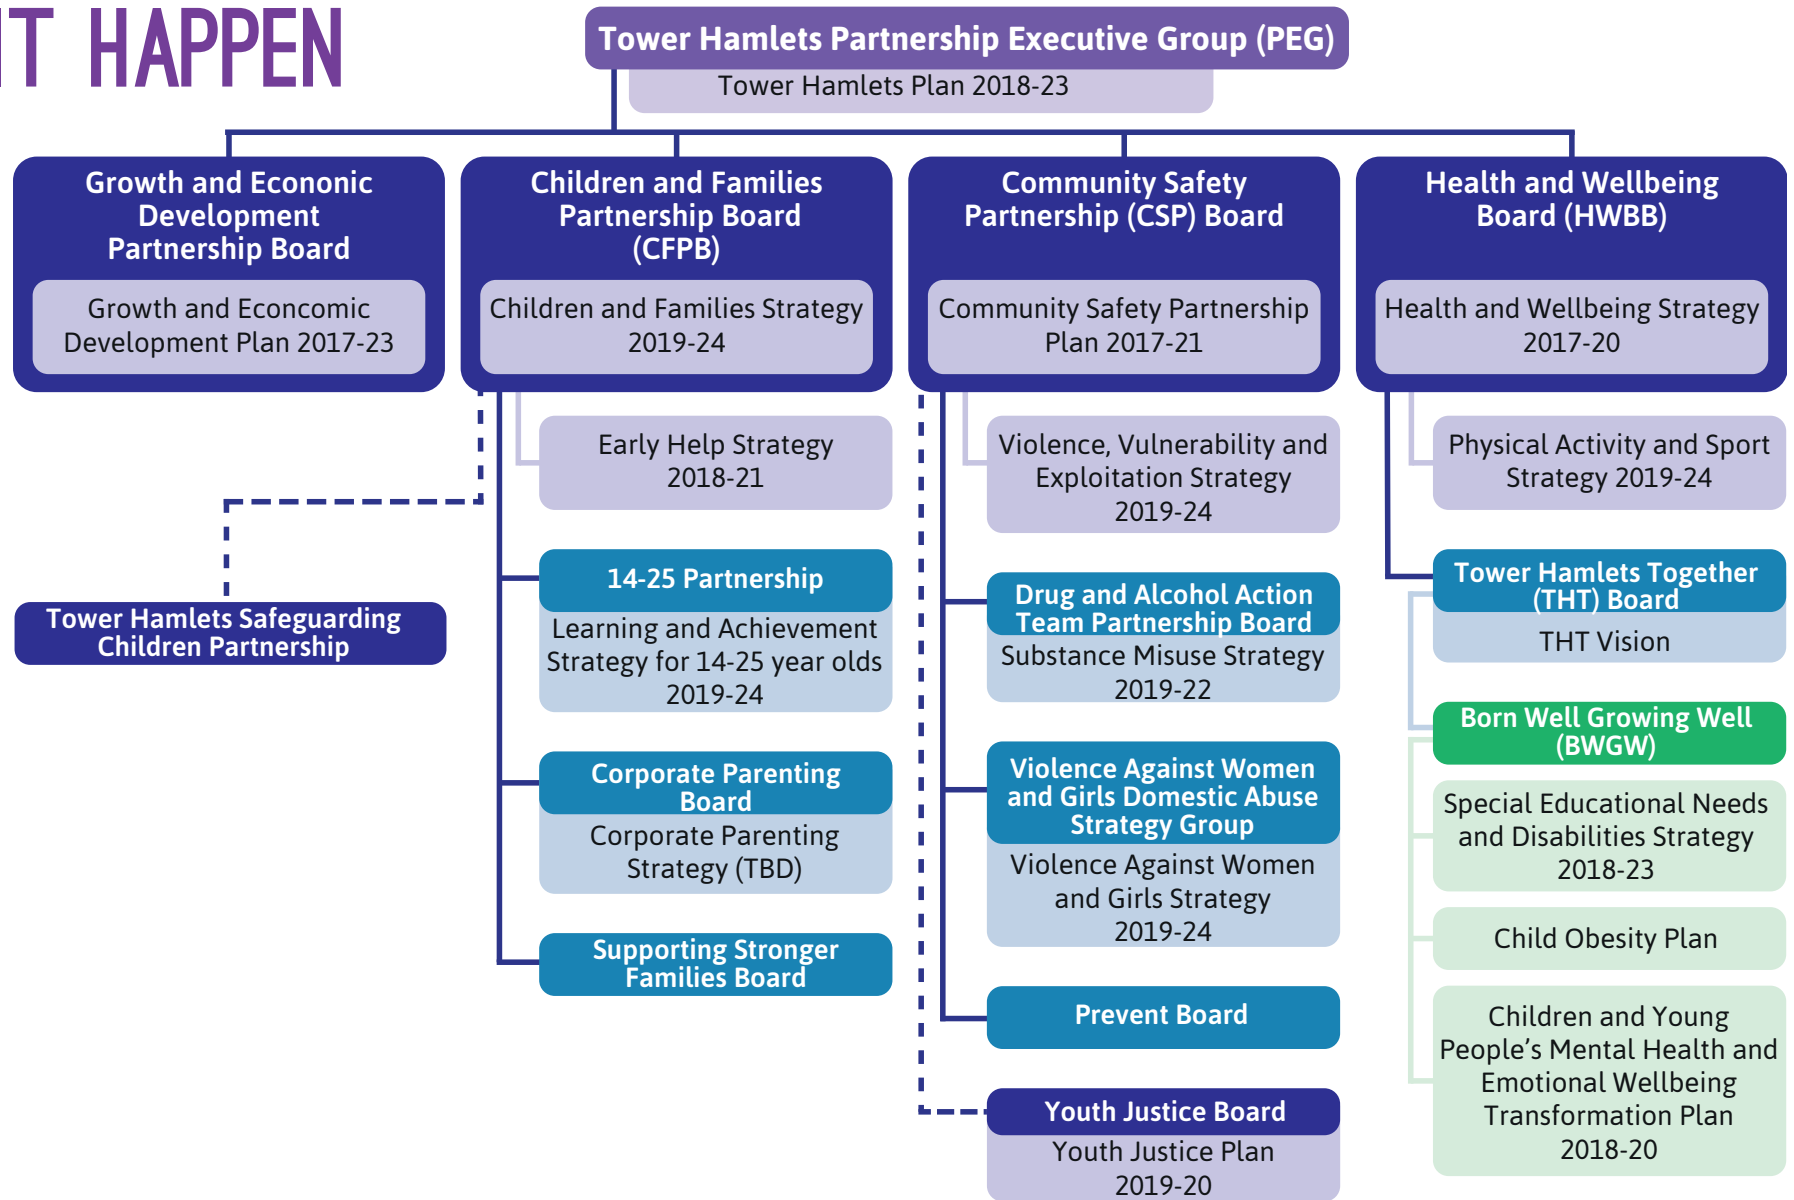 IT HAPPEN
Tower Hamlets Partnership Executive Group (PEG)
Tower Hamlets Plan 2018-23
Growth and Econonic
Development
Partnership Board
Growth and Econcomic
Development Plan 2017-23
Children and Families
Partnership Board
(CFPB)
Children and Families Strategy
2019-24
Early Help Strategy
2018-21
Tower Hamlets Safeguarding
Children Partnership
14-25 Partnership
Learning and Achievement
Strategy for 14-25 year olds
2019-24
Corporate Parenting
Board
Corporate Parenting
Strategy (TBD)
Supporting Stronger
Families Board
Community Safety
Partnership (CSP) Board
Community Safety Partnership
Plan 2017-21
Violence, Vulnerability and
Exploitation Strategy
2019-24
Drug and Alcohol Action
Team Partnership Board
Substance Misuse Strategy
2019-22
Violence Against Women
and Girls Domestic Abuse
Strategy Group
Violence Against Women
and Girls Strategy
2019-24
Prevent Board
Youth Justice Board
Youth Justice Plan
2019-20
Health and Wellbeing
Board (HWBB)
Health and Wellbeing Strategy
2017-20
Physical Activity and Sport
Strategy 2019-24
Tower Hamlets Together
(THT) Board
THT Vision
Born Well Growing Well
(BWGW)
Special Educational Needs
and Disabilities Strategy
2018-23
Child Obesity Plan
Children and Young
People’s Mental Health and
Emotional Wellbeing
Transformation Plan
2018-20